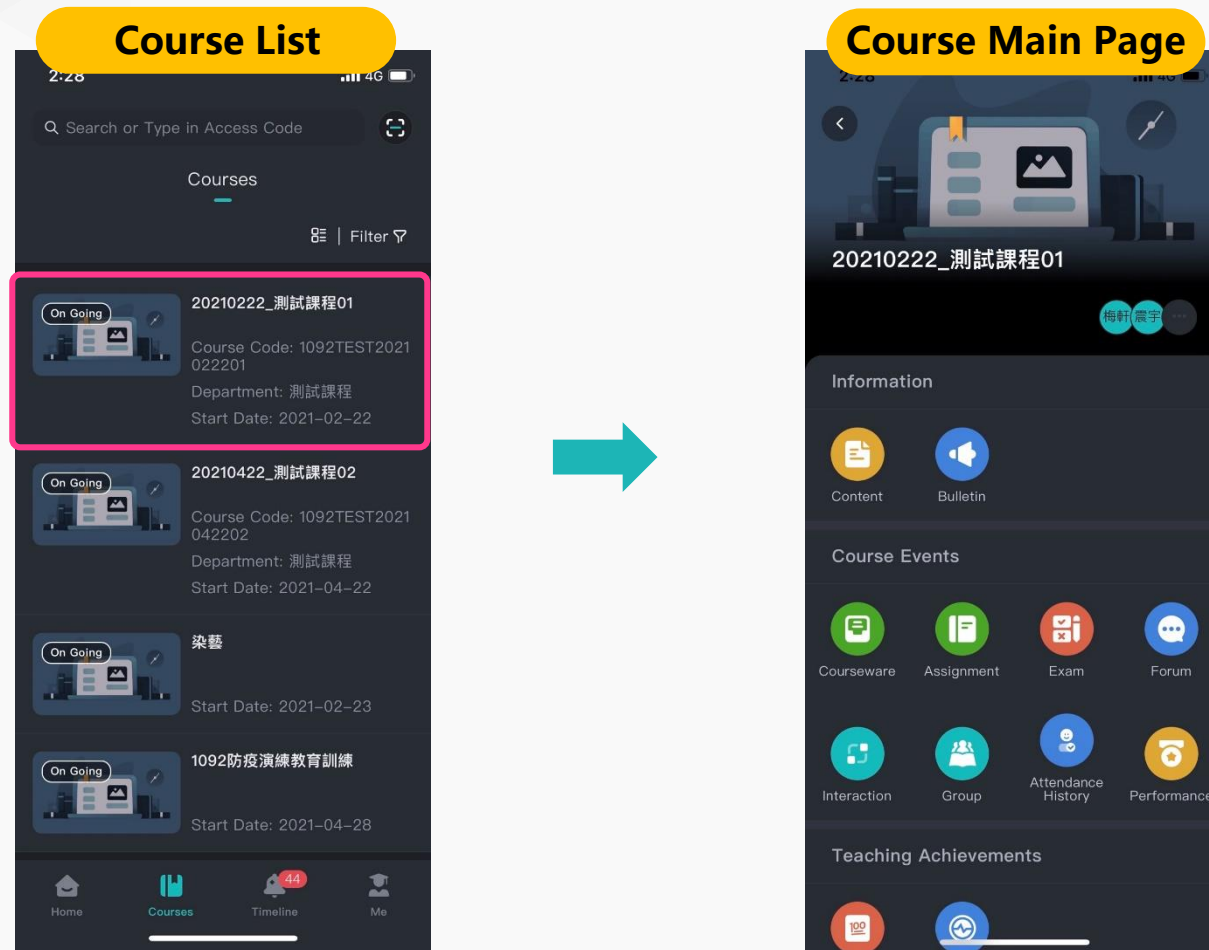 Course List
2:28
4G
Search or Type in Access Code
Courses
Filter
On Going
20210222_測試課程01
Course Code: 1092TEST2021
022201
Department: 測試課程
Start Date: 2021-02-22
On Going
20210422_測試課程02
Course Code: 1092TEST2021
042202
Department: 測試課程
Start Date: 2021-04-22
On Going
染藝
Start Date: 2021-02-23
On Going
1092防疫演練教育訓練
Start Date: 2021-04-28
44
Home
Courses
Timeline
Me
Course Main Page
2:28
4G
20210222_測試課程01
梅軒
震宇
Information
Content
Bulletin
Course Events
Courseware
Assignment
Exam
Forum
Interaction
Group
Attendance
History
Performance
Teaching Achievements
100